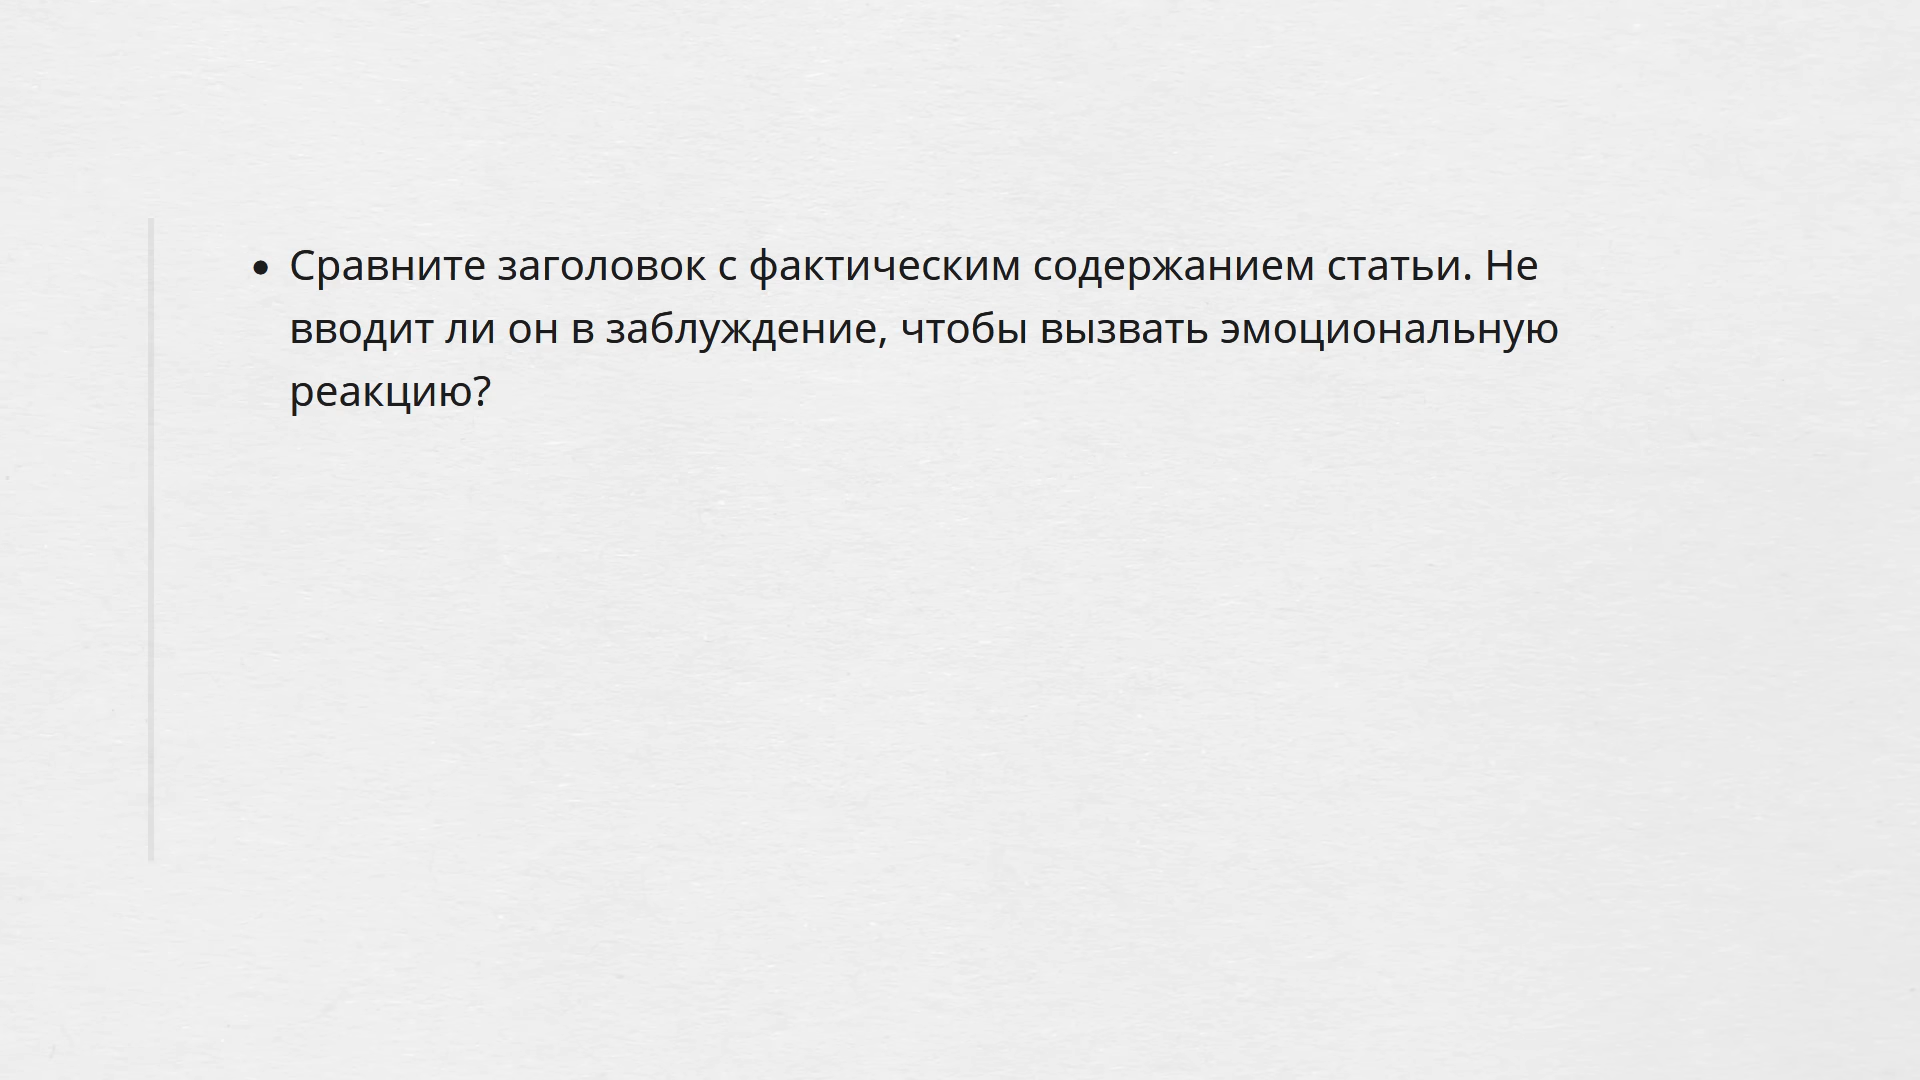 • Сравните заголовок с фактическим содержанием статьи. Не
вводит ли он в заблуждение, чтобы вызвать эмоциональную
реакцию?